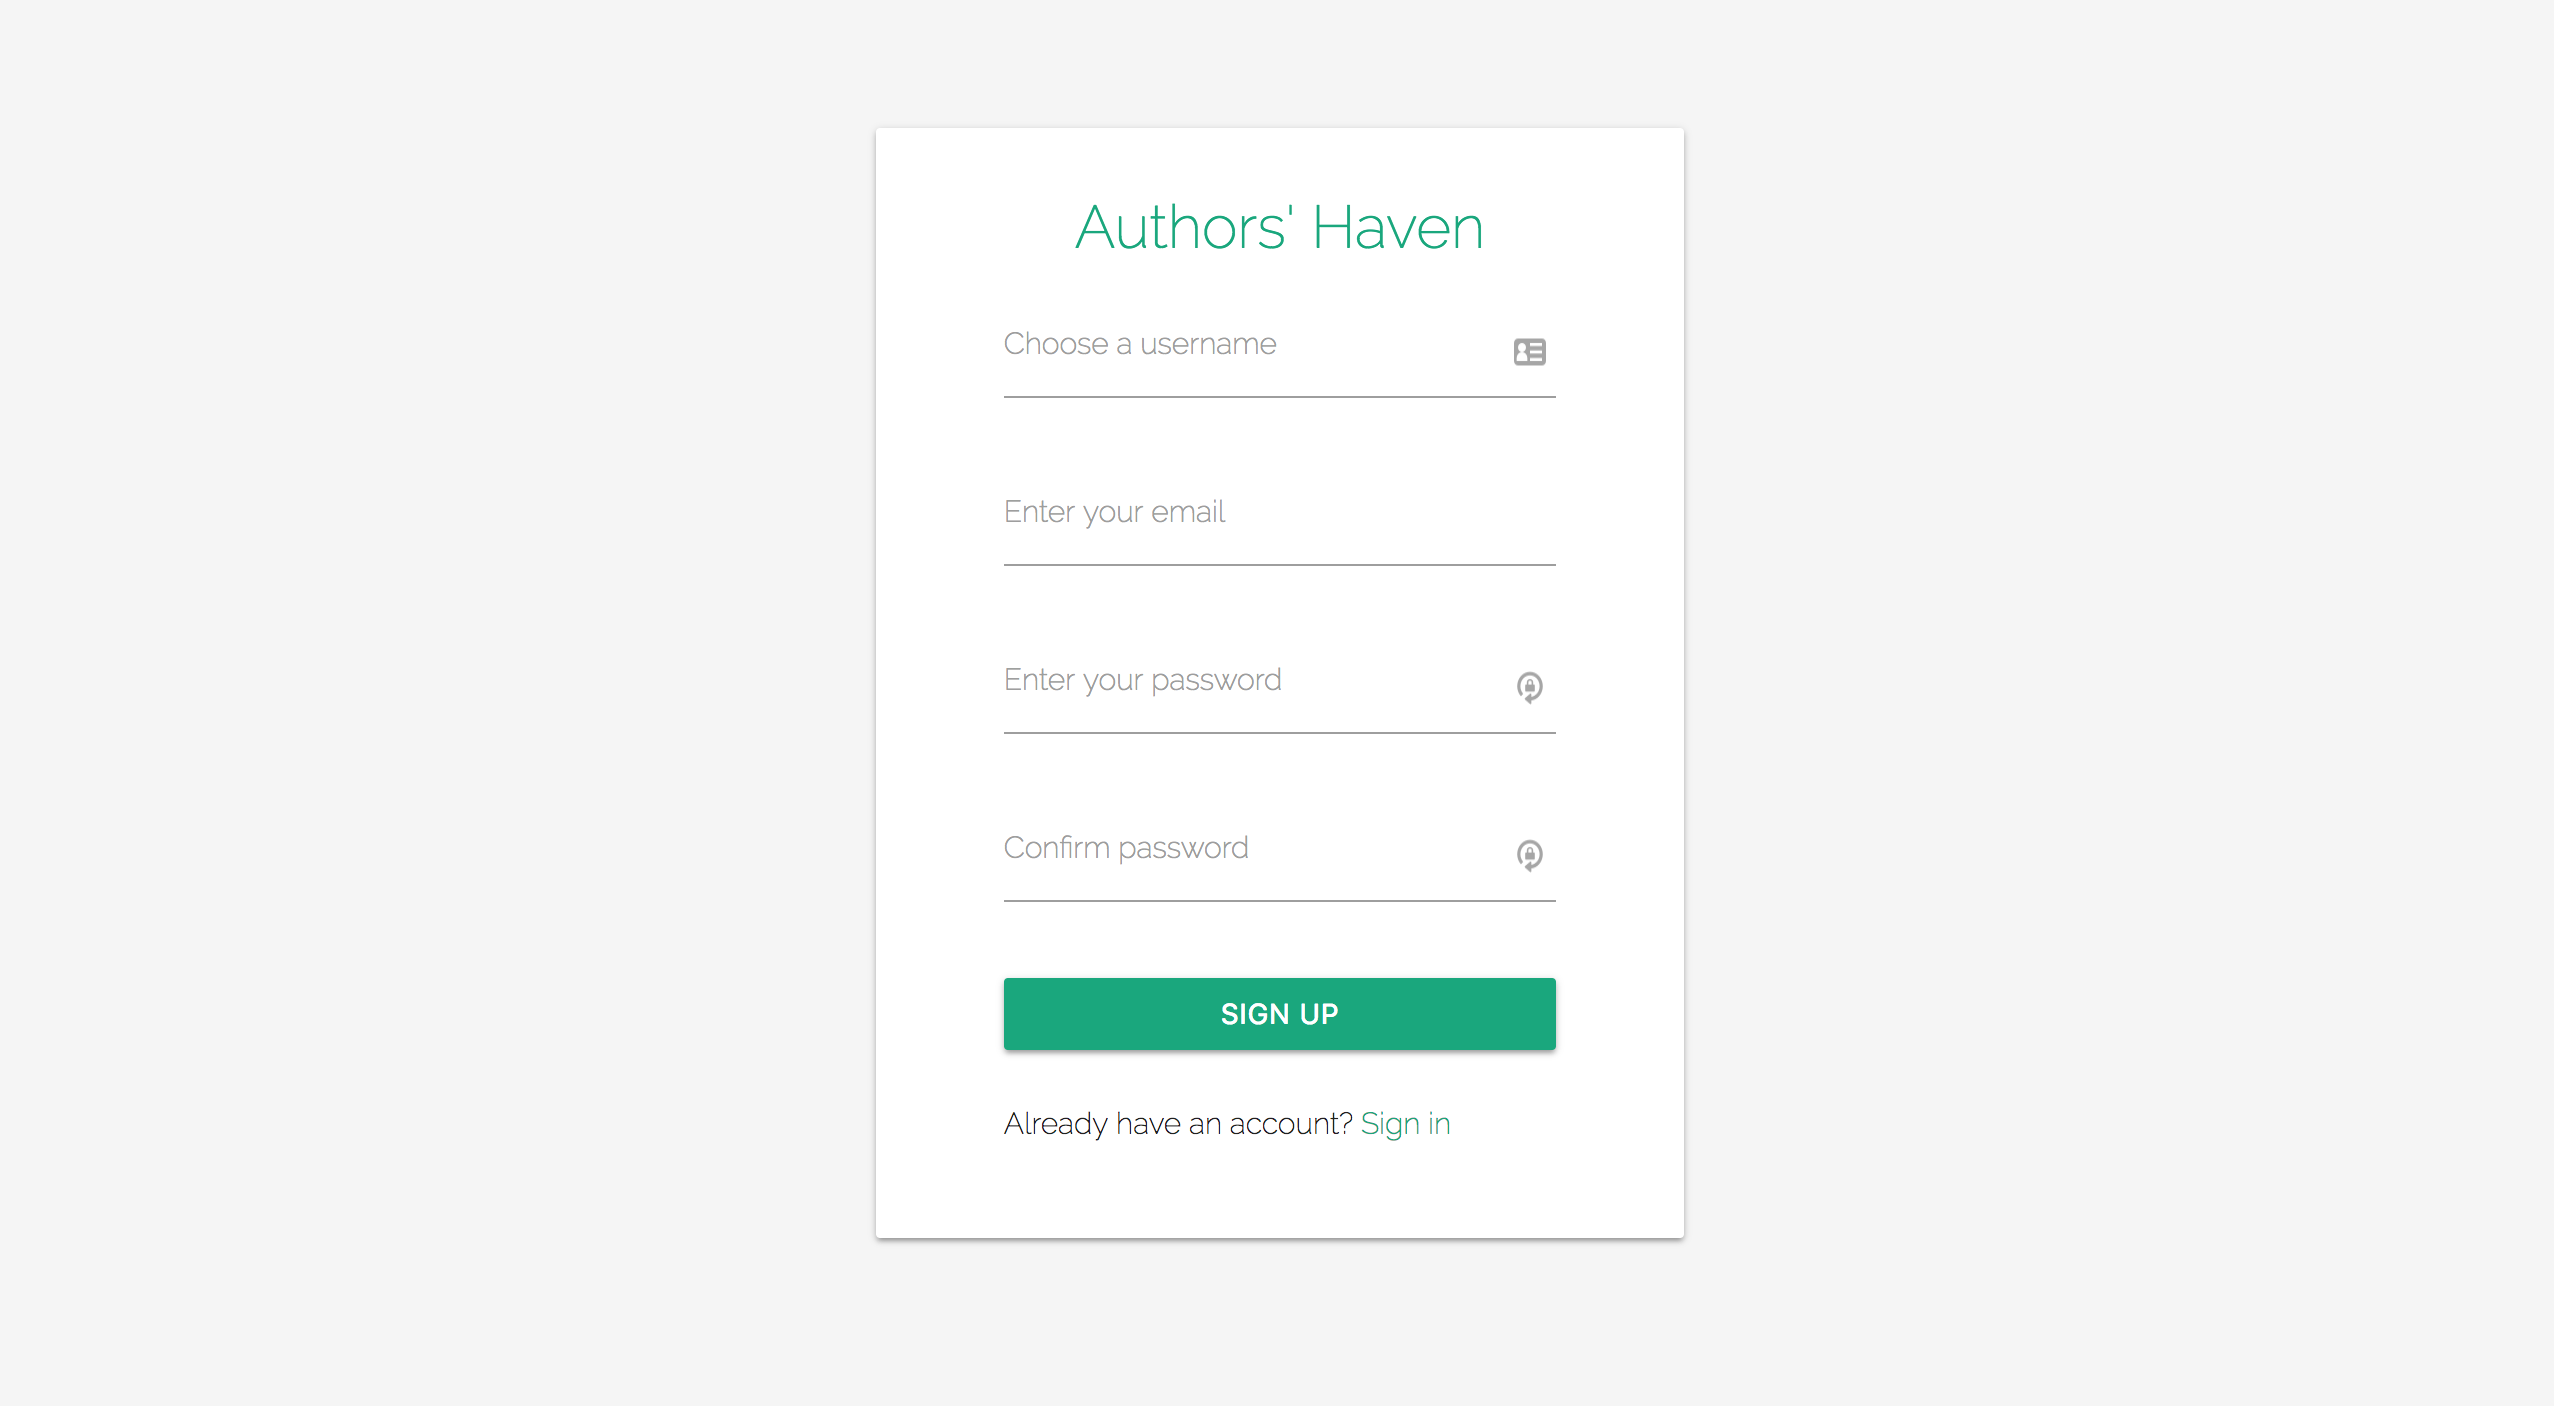 Authors' Haven
Choose a username
Enter your email
Enter your password
Confirm password
SIGN UP
Already have an account? Sign in